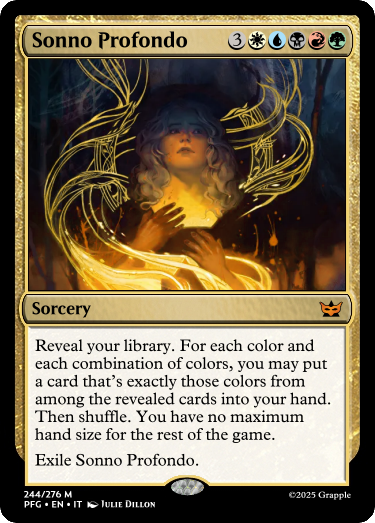 Sonno Profondo 3
Sorcery
Reveal your library. For each color and
each combination of colors, you may put
a card that's exactly those colors from
among the revealed cards into your hand.
Then shuffle. You have no maximum
hand size for the rest of the game.
Exile Sonno Profondo.
244/276 M
PFG • EN • IT JULIE DILLON
©2025 Grapple